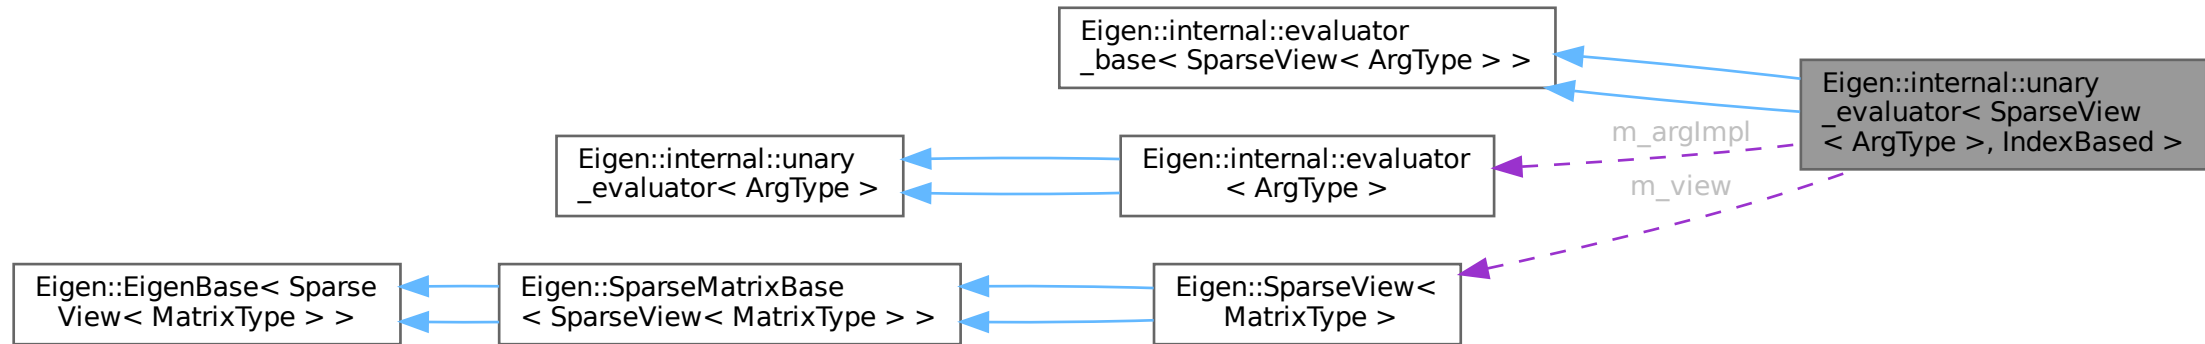 Eigen::internal::evaluator
_base< SparseView< ArgType > >
Eigen::internal::unary
_evaluator< SparseView
< ArgType >, IndexBased >
m_argImpl
Eigen::internal::unary
_evaluator< ArgType >
Eigen::internal::evaluator
< ArgType >
m_view
Eigen::EigenBase< Sparse
View< MatrixType > >
Eigen::SparseMatrixBase
< SparseView< MatrixType > >
Eigen::SparseView<
MatrixType >